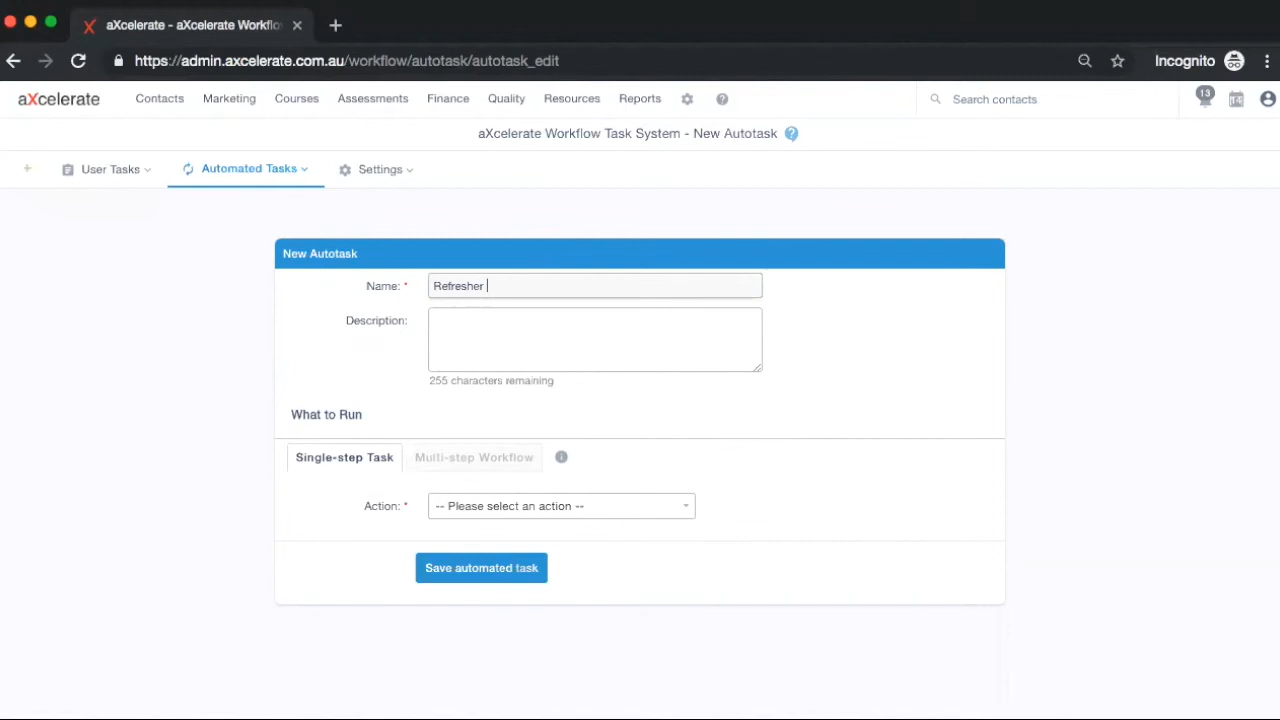 aXcelerate - aXcelerate Workflo
https://admin.axcelerate.com.au/workflow/autotask/autotask_edit
Incognito
aXcelerate Contacts Marketing Courses Assessments Finance Quality Resources Reports Search contacts 13
aXcelerate Workflow Task System - New Autotask
User Tasks Automated Tasks Settings
New Autotask
Name: * Refresher
Description:
255 characters remaining
What to Run
Single-step Task Multi-step Workflow
Action: * -- Please select an action --
Save automated task